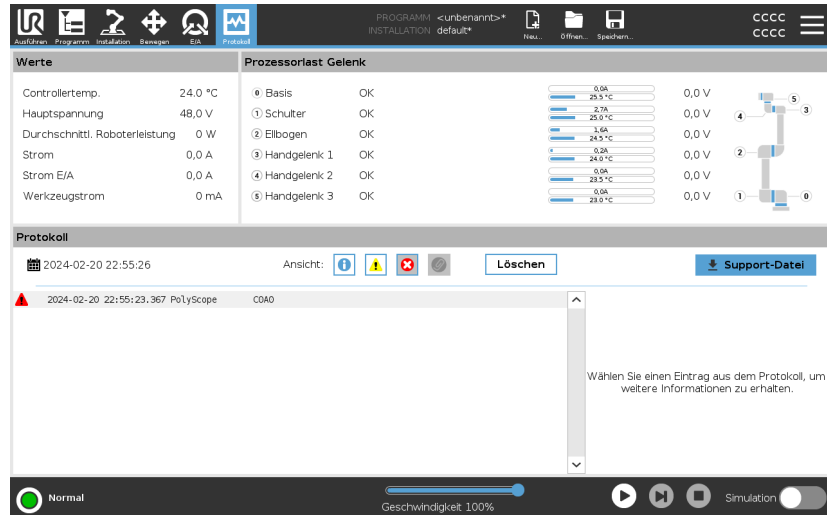 UR
Ausführen Programm Installation Bewegen E/A Protokoll
PROGRAMM <unbenannt>*
INSTALLATION default*
Neu... Öffnen... Speichern...
CCCC
CCCC
Werte
Controllertemp. 24.0 °C
Hauptspannung 48,0 V
Durchschnittl. Roboterleistung 0 W
Strom 0,0 A
Strom E/A 0,0 A
Werkzeugstrom 0 mA
Prozessorlast Gelenk
0 Basis OK 0,0A 25.5 °C 0,0 V
1 Schulter OK 2,7A 25.0 °C 0,0 V
2 Ellbogen OK 1,6A 24.5 °C 0,0 V
3 Handgelenk 1 OK 0,2A 24.0 °C 0,0 V
4 Handgelenk 2 OK 0,0A 23.5 °C 0,0 V
5 Handgelenk 3 OK 0,0A 23.0 °C 0,0 V
5
4 3
2
1 0
Protokoll
2024-02-20 22:55:26 Ansicht: Löschen Support-Datei
2024-02-20 22:55:23.367 PolyScope C0A0
Wählen Sie einen Eintrag aus dem Protokoll, um
weitere Informationen zu erhalten.
Normal
Geschwindigkeit 100%
Simulation